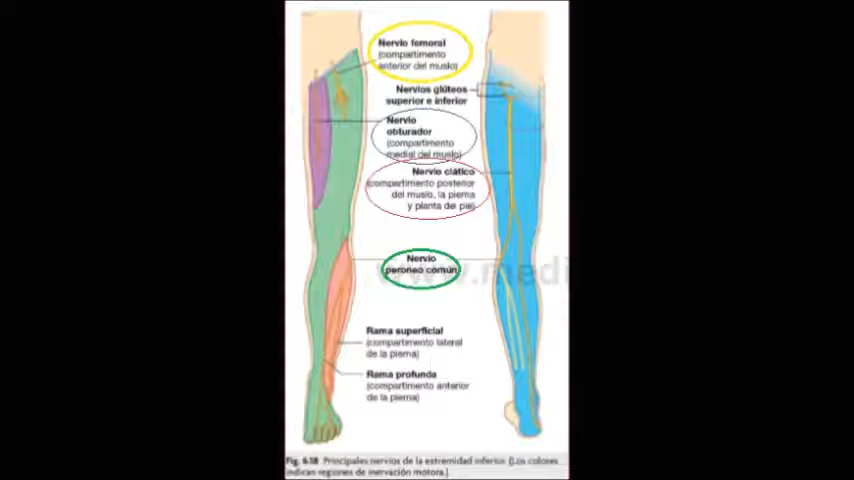 Nervio femoral
(compartimento
anterior del muslo)
Nervios glúteos
superior e inferior
Nervio
obturador
(compartimento
medial del muslo)
Nervio ciático
(compartimento posterior
del muslo, la pierna
y planta de pie)
Nervio
peroneo común
www.medi
Rama superficial
(compartimento lateral
de la pierna)
Rama profunda
(compartimento anterior
de la pierna)
Fig. 6-18 Principales nervios de la extremidad inferior. (Los colores
indican regiones de inervación motora.)